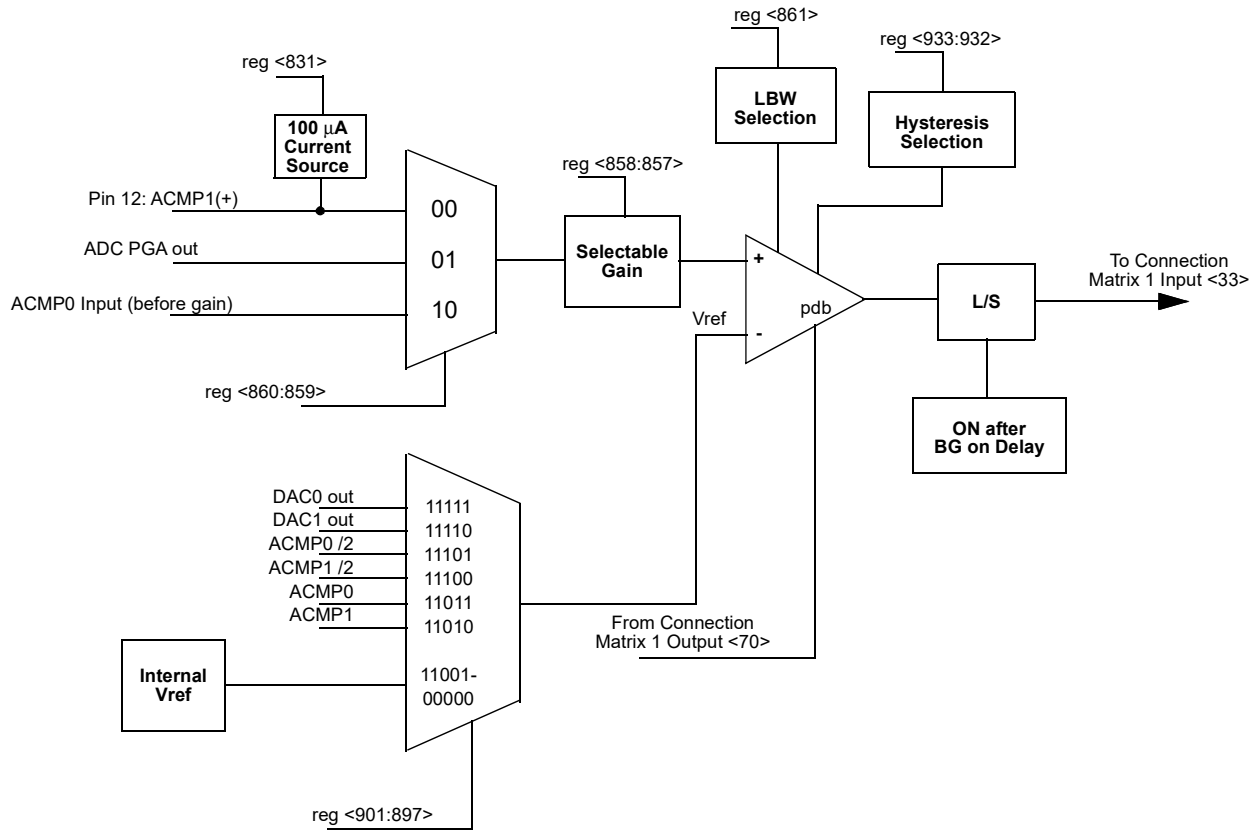 reg <861>
reg <933:932>
reg <831>
LBW
Selection
100 μA
Current
Source
Hysteresis
Selection
reg <858:857>
Pin 12: ACMP1(+)
00
ADC PGA out
01
Selectable
Gain
+
To Connection
Matrix 1 Input <33>
ACMP0 Input (before gain)
10
L/S
pdb
Vref
-
reg <860:859>
ON after
BG on Delay
DAC0 out
11111
DAC1 out
11110
ACMP0 /2
11101
ACMP1 /2
11100
ACMP0
11011
ACMP1
11010
From Connection
Matrix 1 Output <70>
Internal
Vref
11001-
00000
reg <901:897>